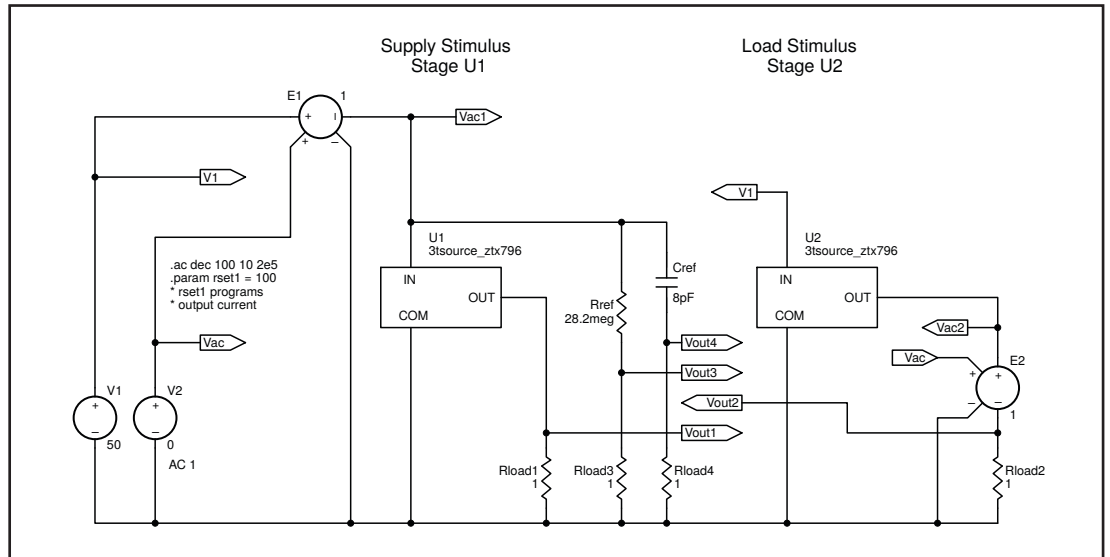 Supply Stimulus
Stage U1
Load Stimulus
Stage U2
E1
1
+
+
–
Vac1
V1
V1
U1
3tsource_ztx796
U2
3tsource_ztx796
.ac dec 100 10 2e5
.param rset1 = 100
* rset1 programs
* output current
IN
OUT
COM
Cref
8pF
Rref
28.2meg
IN
OUT
COM
Vac
Vout4
Vac2
Vac
E2
+
+
–
–
1
Vout3
Vout2
Vout1
V1
+
–
50
V2
+
–
0
AC 1
Rload1
1
Rload3
1
Rload4
1
Rload2
1